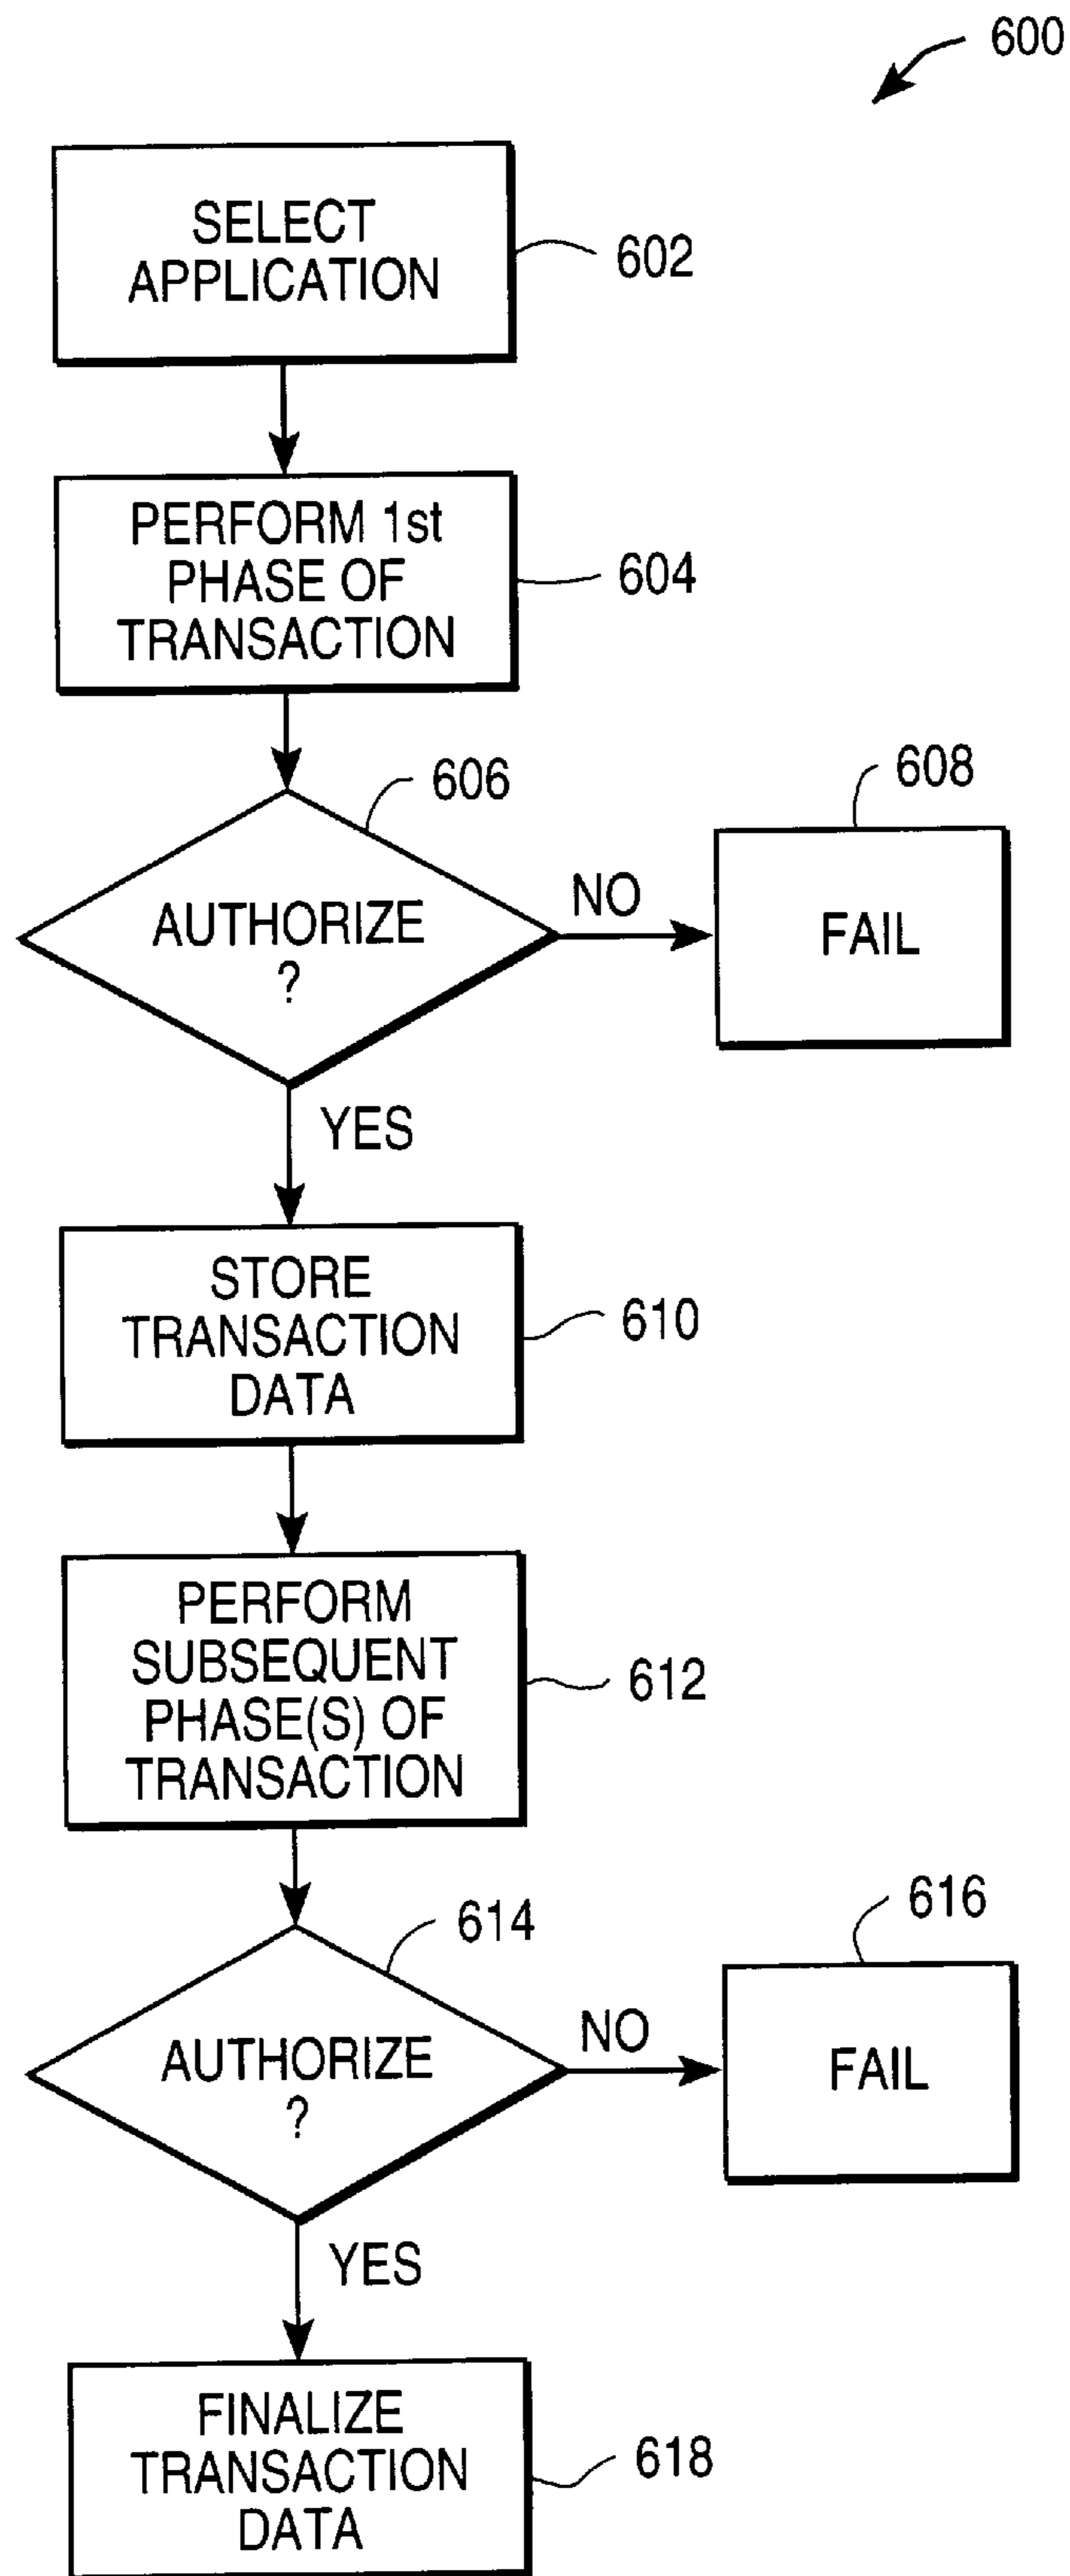 600
SELECT
APPLICATION
602
PERFORM 1st
PHASE OF
TRANSACTION
604
606
608
AUTHORIZE
?
NO
FAIL
YES
STORE
TRANSACTION
DATA
610
PERFORM
SUBSEQUENT
PHASE(S) OF
TRANSACTION
612
614
616
AUTHORIZE
?
NO
FAIL
YES
FINALIZE
TRANSACTION
DATA
618